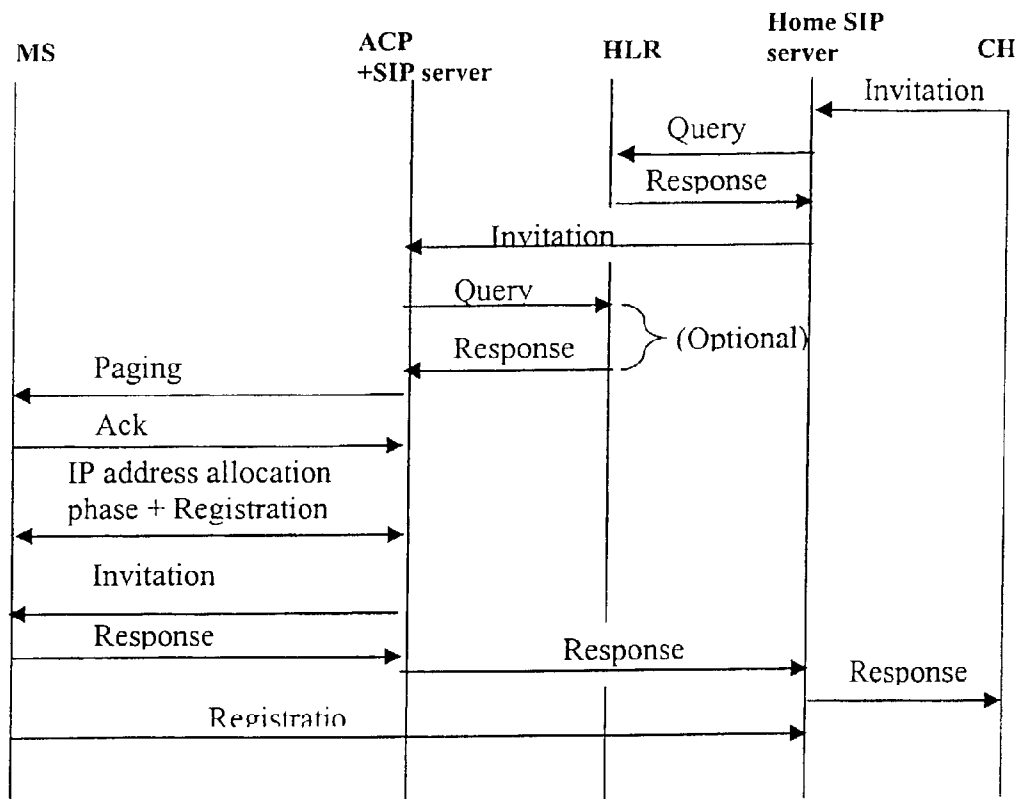 MS
ACP
+SIP server
HLR
Home SIP
server
CH
Invitation
Query
Response
Invitation
Query
(Optional)
Response
Paging
Ack
IP address allocation
phase + Registration
Invitation
Response
Response
Response
Registratio